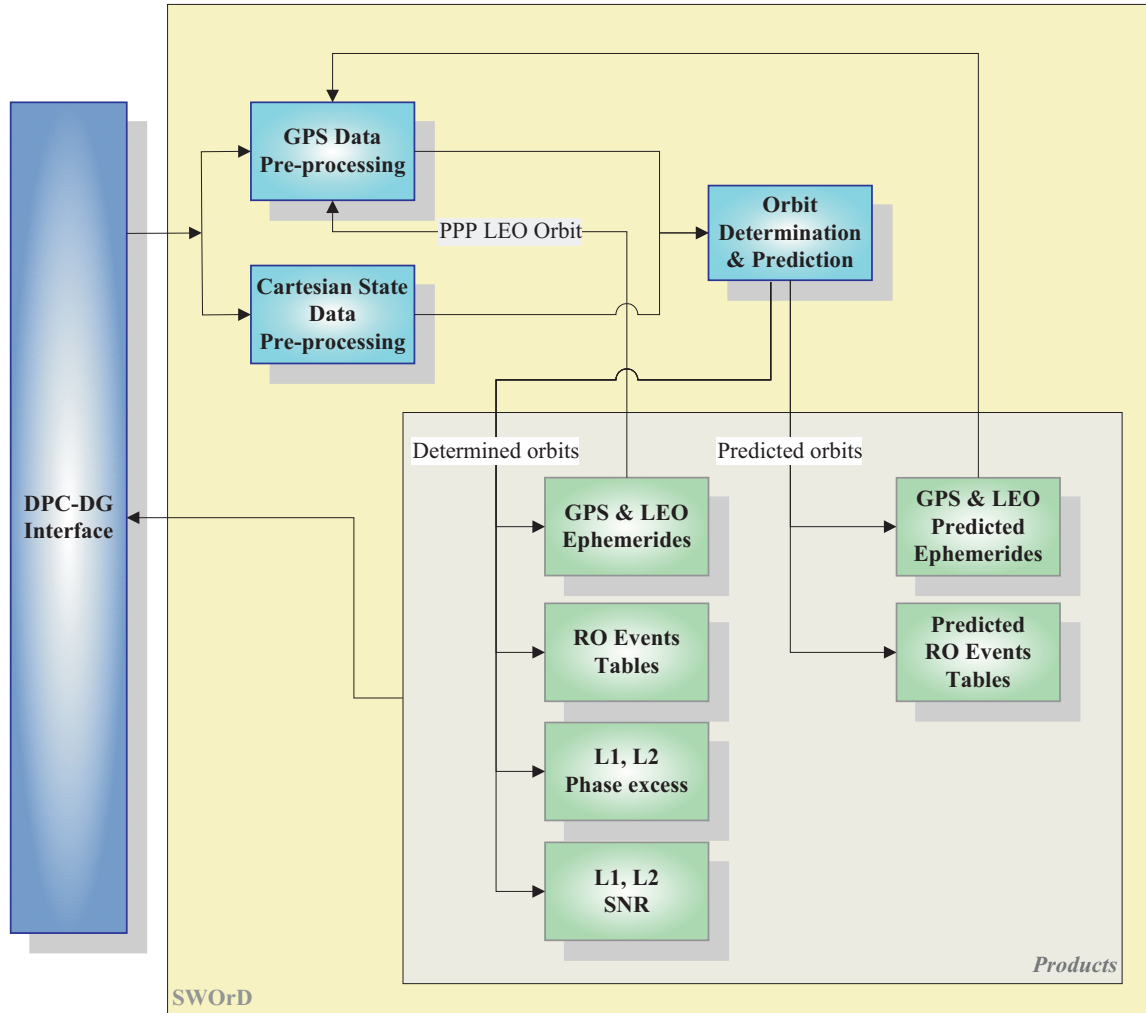 GPS Data
Pre-processing
PPP LEO Orbit
Orbit
Determination
& Prediction
Cartesian State
Data
Pre-processing
DPC-DG
Interface
Determined orbits
Predicted orbits
GPS & LEO
Ephemerides
GPS & LEO
Predicted
Ephemerides
RO Events
Tables
Predicted
RO Events
Tables
L1, L2
Phase excess
L1, L2
SNR
Products
SWOrD